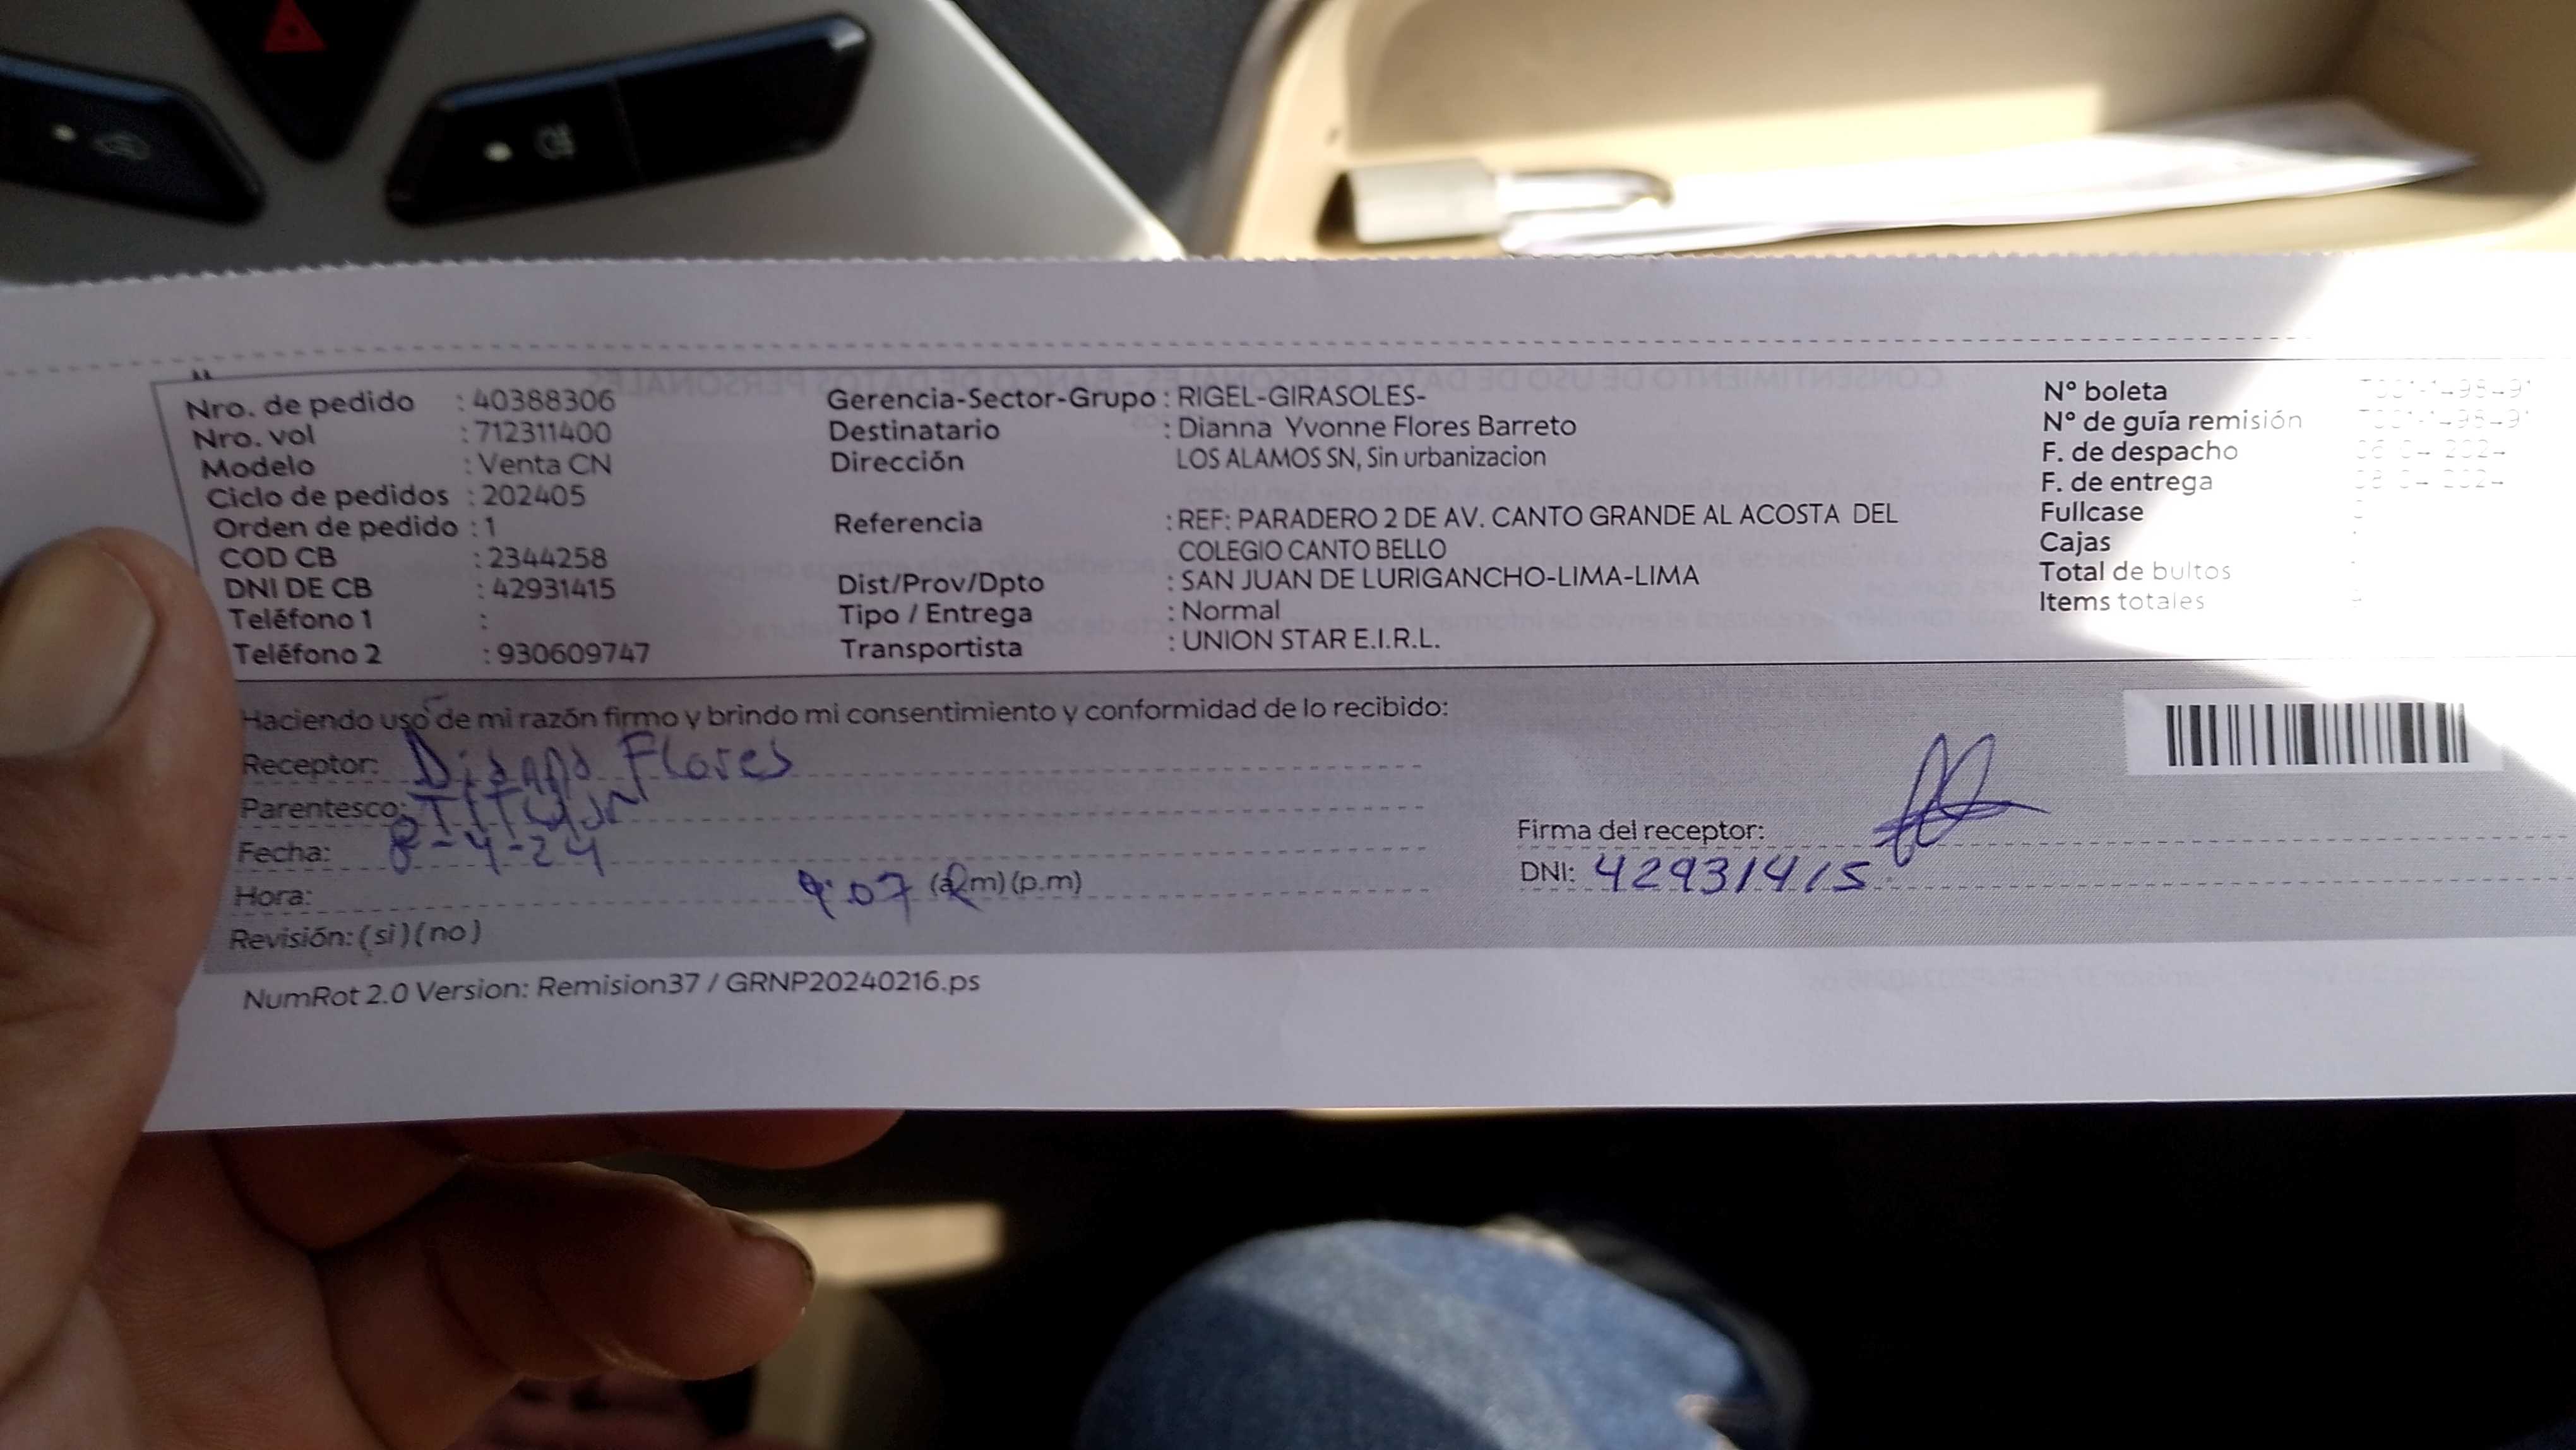 Nro. de pedido : 40388306
Nro. vol : 712311400
Modelo : Venta CN
Ciclo de pedidos : 202405
Orden de pedido : 1
COD CB : 2344258
DNI DE CB : 42931415
Teléfono 1 :
Teléfono 2 : 930609747
Gerencia-Sector-Grupo : RIGEL-GIRASOLES-
Destinatario : Dianna Yvonne Flores Barreto
Dirección LOS ALAMOS SN, Sin urbanizacion
Referencia : REF: PARADERO 2 DE AV. CANTO GRANDE AL ACOSTA DEL
COLEGIO CANTO BELLO
Dist/Prov/Dpto : SAN JUAN DE LURIGANCHO-LIMA-LIMA
Tipo / Entrega : Normal
Transportista : UNION STAR E.I.R.L.
N° boleta
N° de guía remisión
F. de despacho
F. de entrega
Fullcase
Cajas
Total de bultos
Items totales
Haciendo uso de mi razón firmo y brindo mi consentimiento y conformidad de lo recibido:
Receptor: Diana Flores
Parentesco: TITULAR
Fecha: 8-4-24
Hora: 9:07 (a.m) (p.m)
Revisión: (si) (no)
Firma del receptor:
DNI: 42931415
NumRot 2.0 Version: Remision37 / GRNP20240216.ps